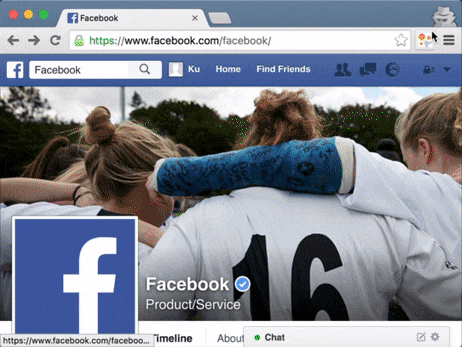 Facebook
https://www.facebook.com/facebook/
Facebook
Ku
Home
Find Friends
16
Facebook
Product/Service
Timeline
Abou
Chat
https://www.facebook.com/faceboo...